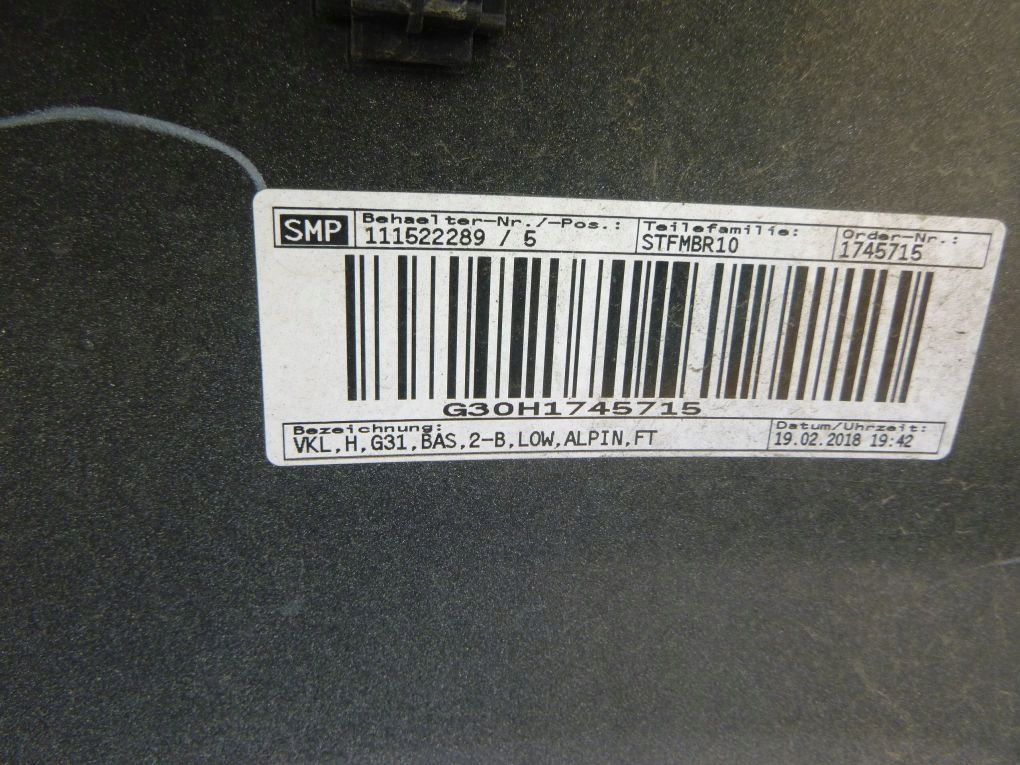 SMP Behaelter-Nr./-Pos.: Teilefamilie: Order-Nr.:
111522289 / 5 STFMBR10 1745715
G30H1745715
Bezeichnung: Datum/Uhrzeit:
VKL,H,G31,BAS,2-B,LOW,ALPIN,FT 19.02.2018 19:42